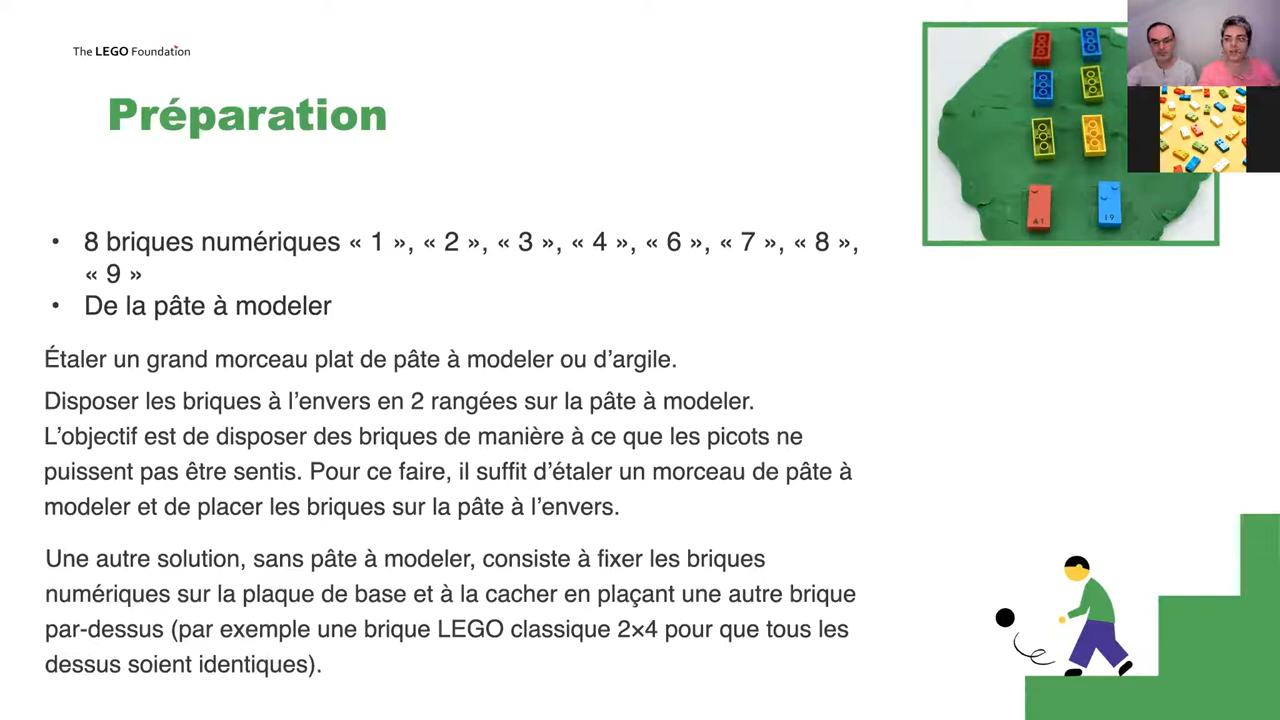 The LEGO Foundation
Préparation
• 8 briques numériques « 1 », « 2 », « 3 », « 4 », « 6 », « 7 », « 8 »,
« 9 »
• De la pâte à modeler
Étaler un grand morceau plat de pâte à modeler ou d’argile.
Disposer les briques à l’envers en 2 rangées sur la pâte à modeler.
L’objectif est de disposer des briques de manière à ce que les picots ne
puissent pas être sentis. Pour ce faire, il suffit d’étaler un morceau de pâte à
modeler et de placer les briques sur la pâte à l’envers.
Une autre solution, sans pâte à modeler, consiste à fixer les briques
numériques sur la plaque de base et à la cacher en plaçant une autre brique
par-dessus (par exemple une brique LEGO classique 2×4 pour que tous les
dessus soient identiques).